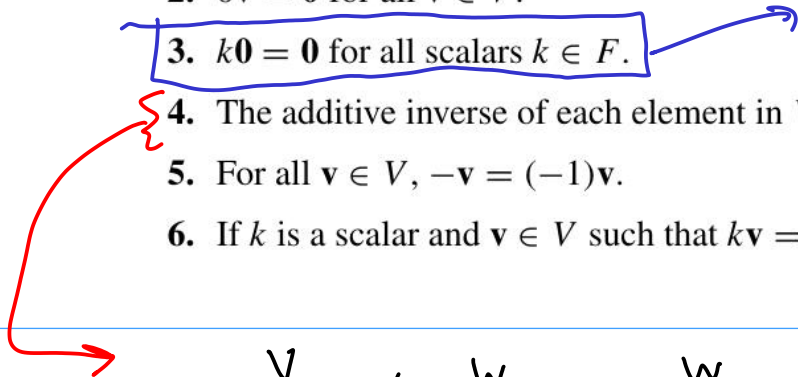 3. k0 = 0 for all scalars k ∈ F.
4. The additive inverse of each element in
5. For all v ∈ V, −v = (−1)v.
6. If k is a scalar and v ∈ V such that kv =